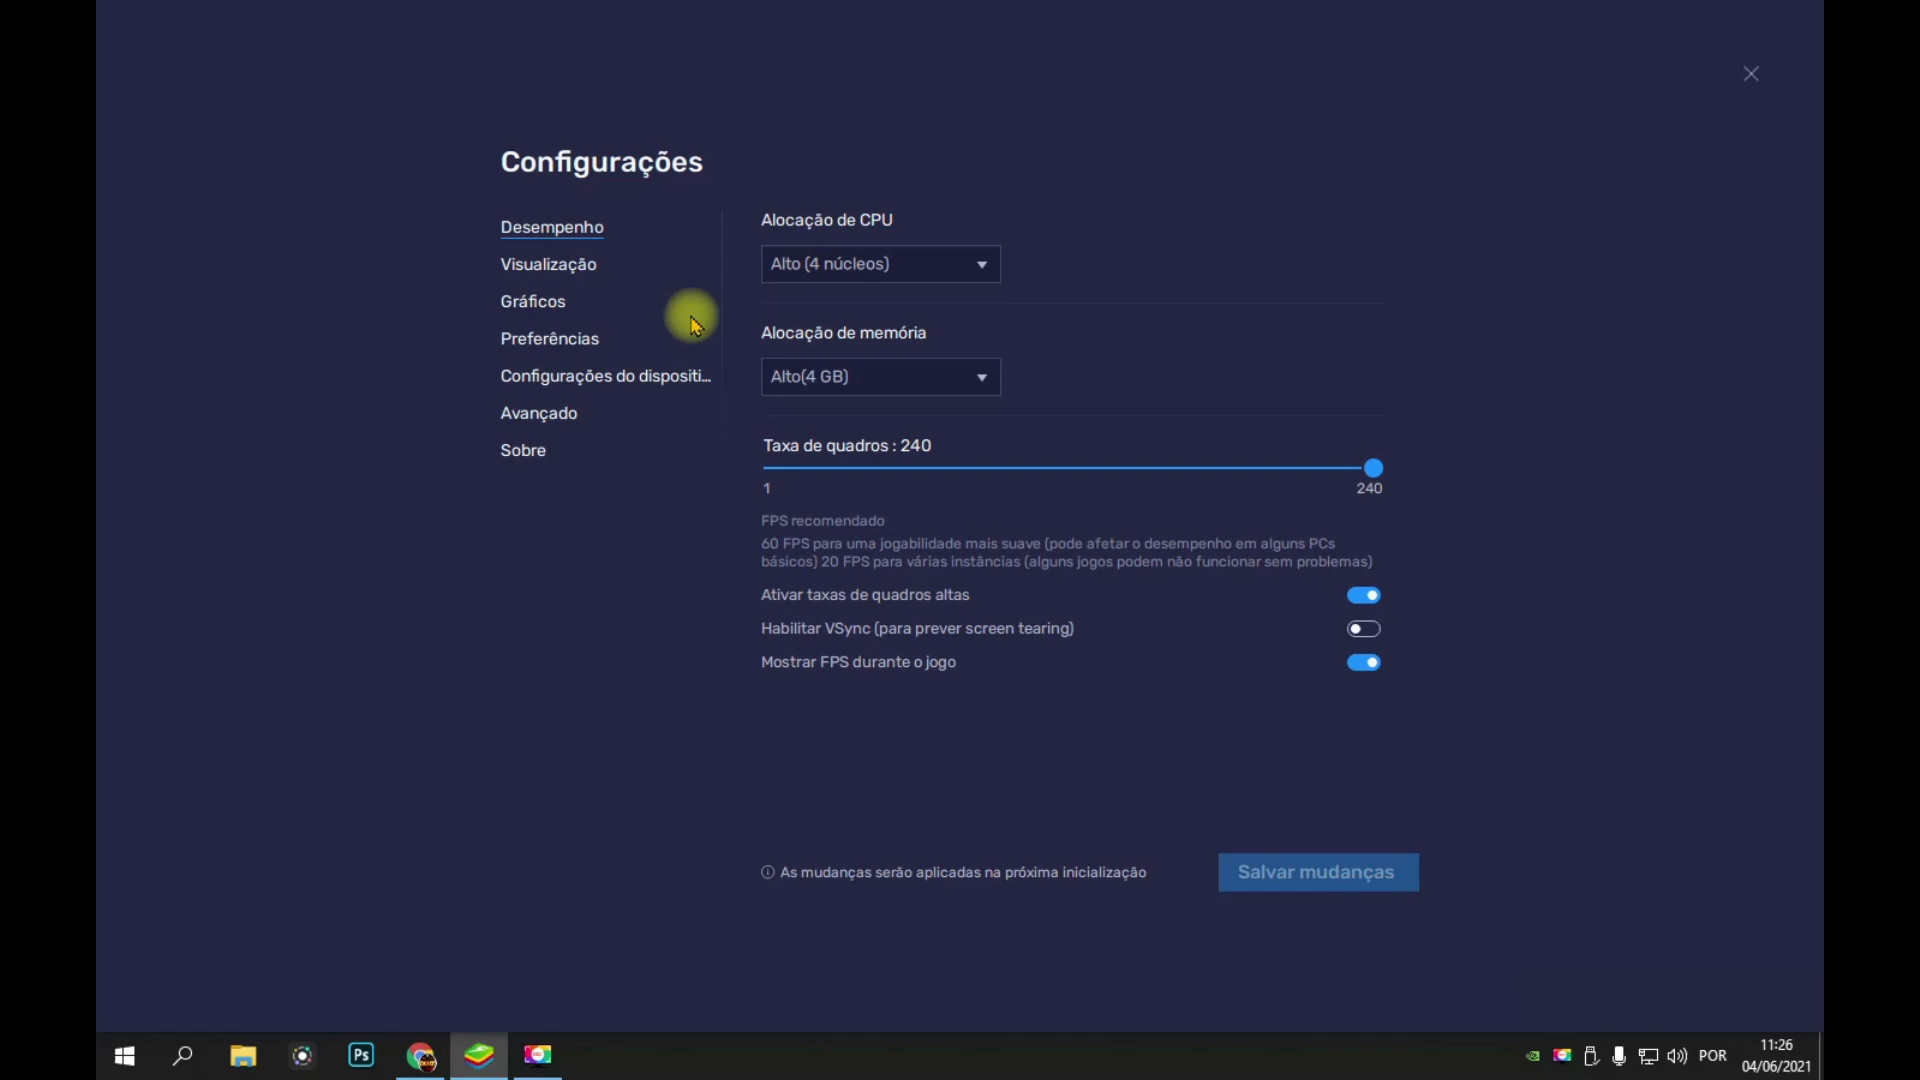 Configurações
Desempenho
Visualização
Gráficos
Preferências
Configurações do dispositi...
Avançado
Sobre
Alocação de CPU
Alto (4 núcleos)
Alocação de memória
Alto(4 GB)
Taxa de quadros : 240
1
240
FPS recomendado
60 FPS para uma jogabilidade mais suave (pode afetar o desempenho em alguns PCs
básicos) 20 FPS para várias instâncias (alguns jogos podem não funcionar sem problemas)
Ativar taxas de quadros altas
Habilitar VSync (para prever screen tearing)
Mostrar FPS durante o jogo
As mudanças serão aplicadas na próxima inicialização
Salvar mudanças
Ps
POR
11:26
04/06/2021